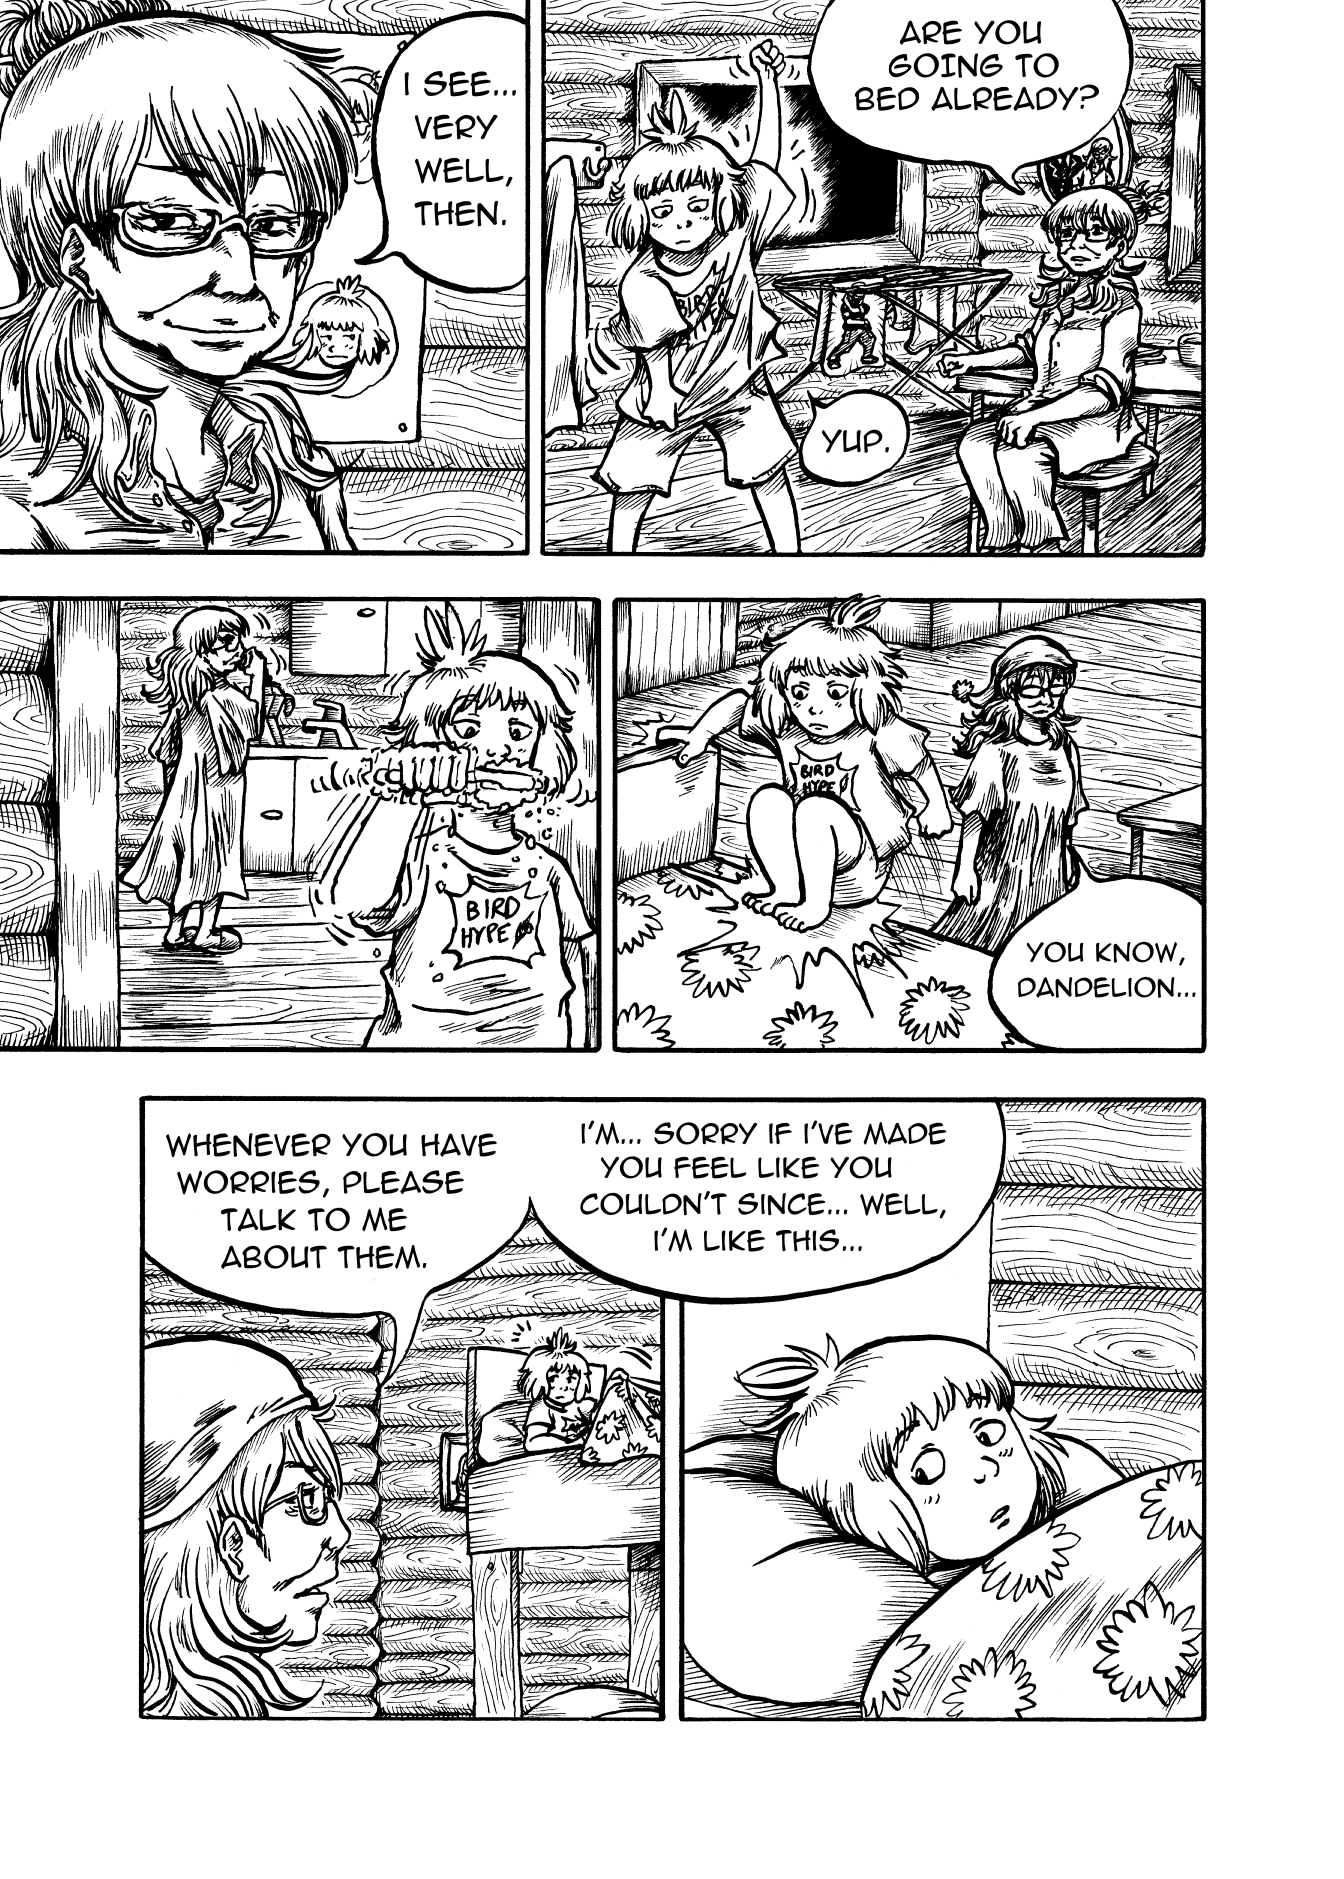 I SEE...
VERY
WELL,
THEN.
ARE YOU
GOING TO
BED ALREADY?
BIRD
HYPE
YUP.
BIRD
HYPE
BIRD
HYPE
YOU KNOW,
DANDELION...
WHENEVER YOU HAVE
WORRIES, PLEASE
TALK TO ME
ABOUT THEM.
I'M... SORRY IF I'VE MADE
YOU FEEL LIKE YOU
COULDN'T SINCE... WELL,
I'M LIKE THIS...